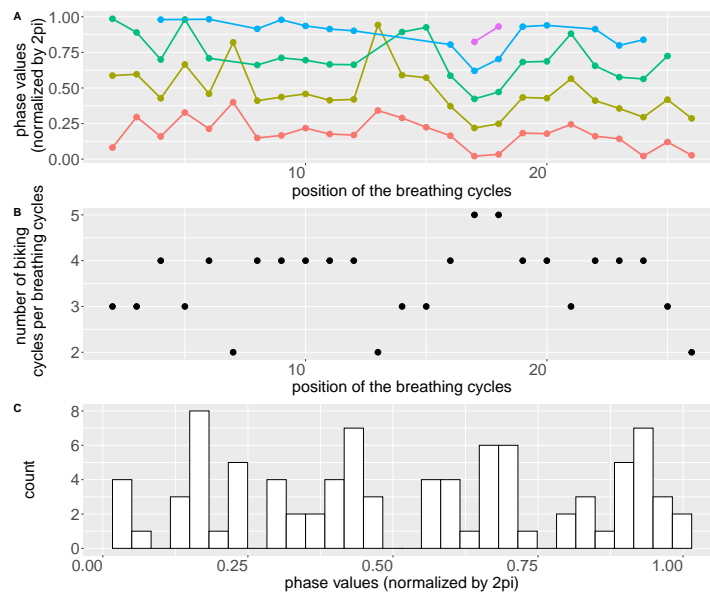 A
phase values
(normalized by 2pi)
1.00
0.75
0.50
0.25
0.00
10
20
position of the breathing cycles
B
number of biking
cycles per breathing cycles
5
4
3
2
10
20
position of the breathing cycles
C
count
8
6
4
2
0
0.00
0.25
0.50
0.75
1.00
phase values (normalized by 2pi)